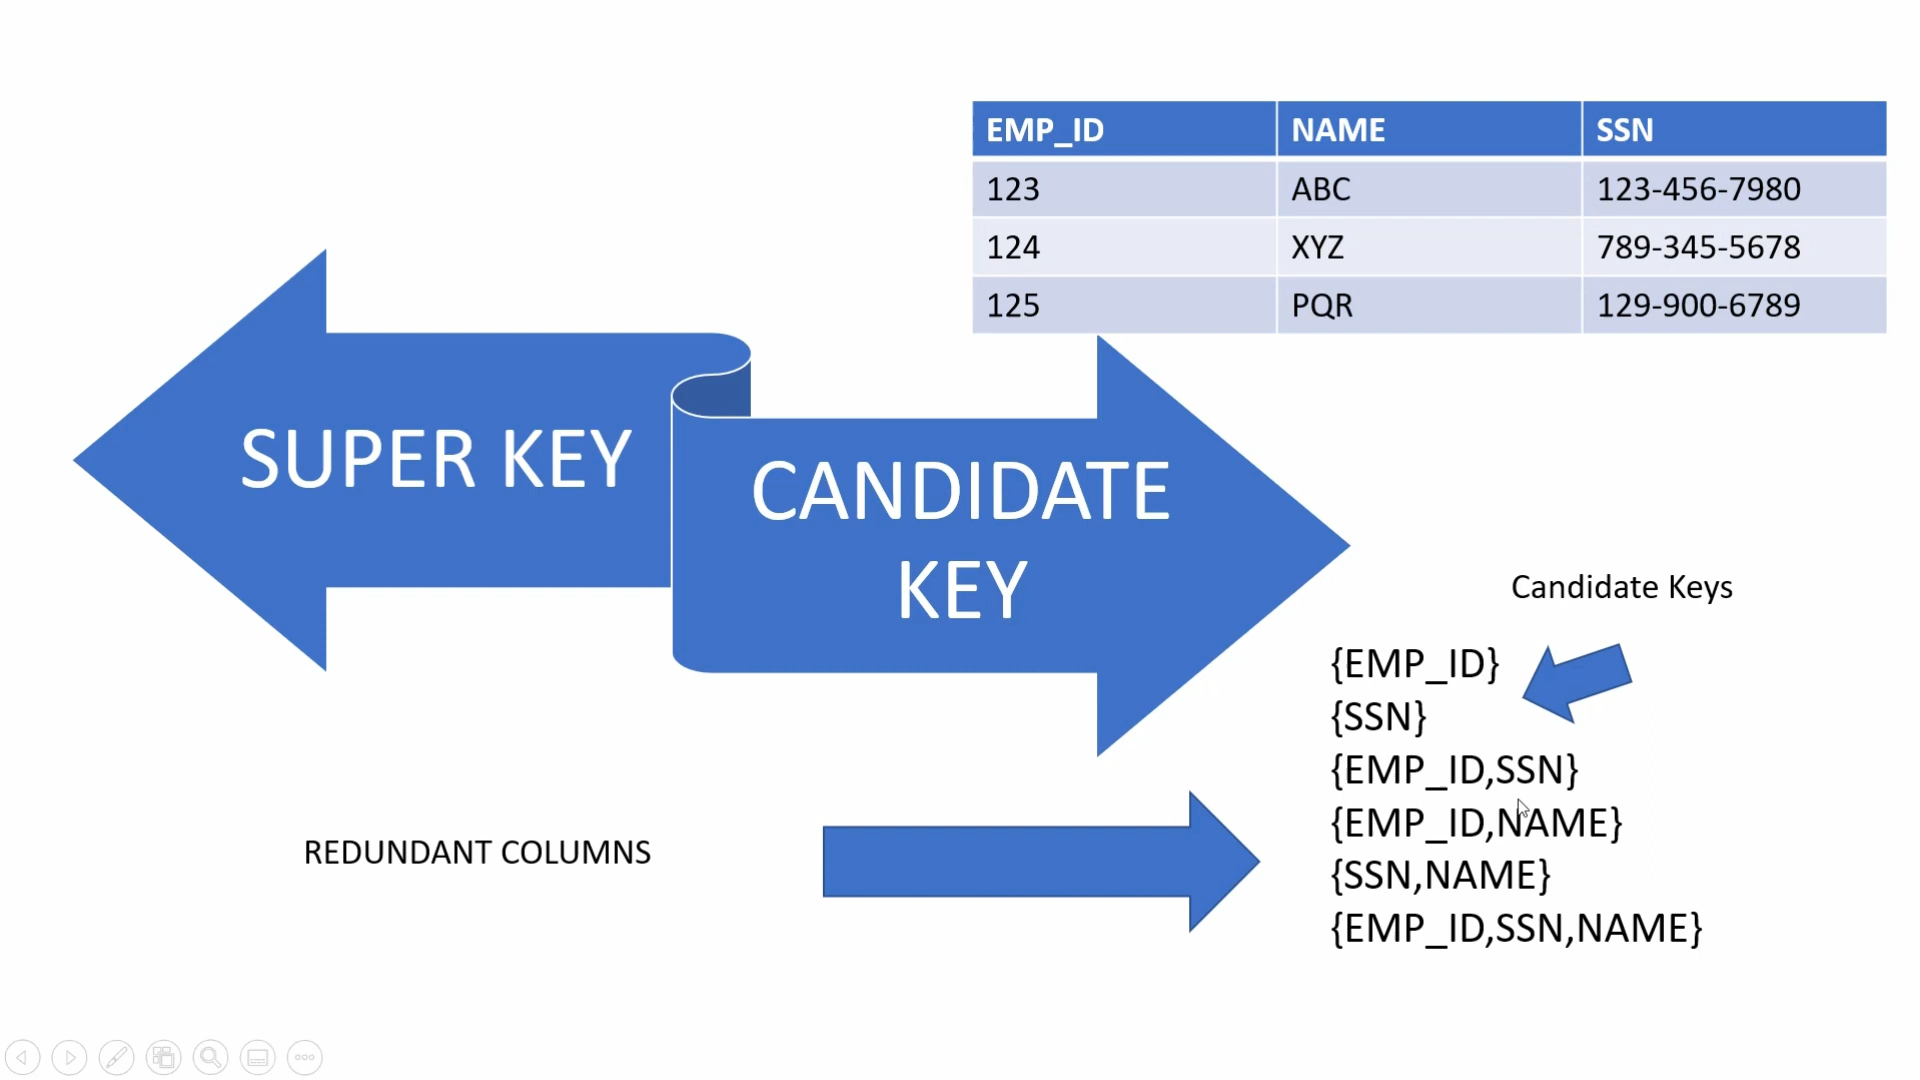 EMP_ID NAME SSN
123 ABC 123-456-7980
124 XYZ 789-345-5678
125 PQR 129-900-6789
SUPER KEY
CANDIDATE
KEY
Candidate Keys
{EMP_ID}
{SSN}
{EMP_ID,SSN}
{EMP_ID,NAME}
{SSN,NAME}
{EMP_ID,SSN,NAME}
REDUNDANT COLUMNS